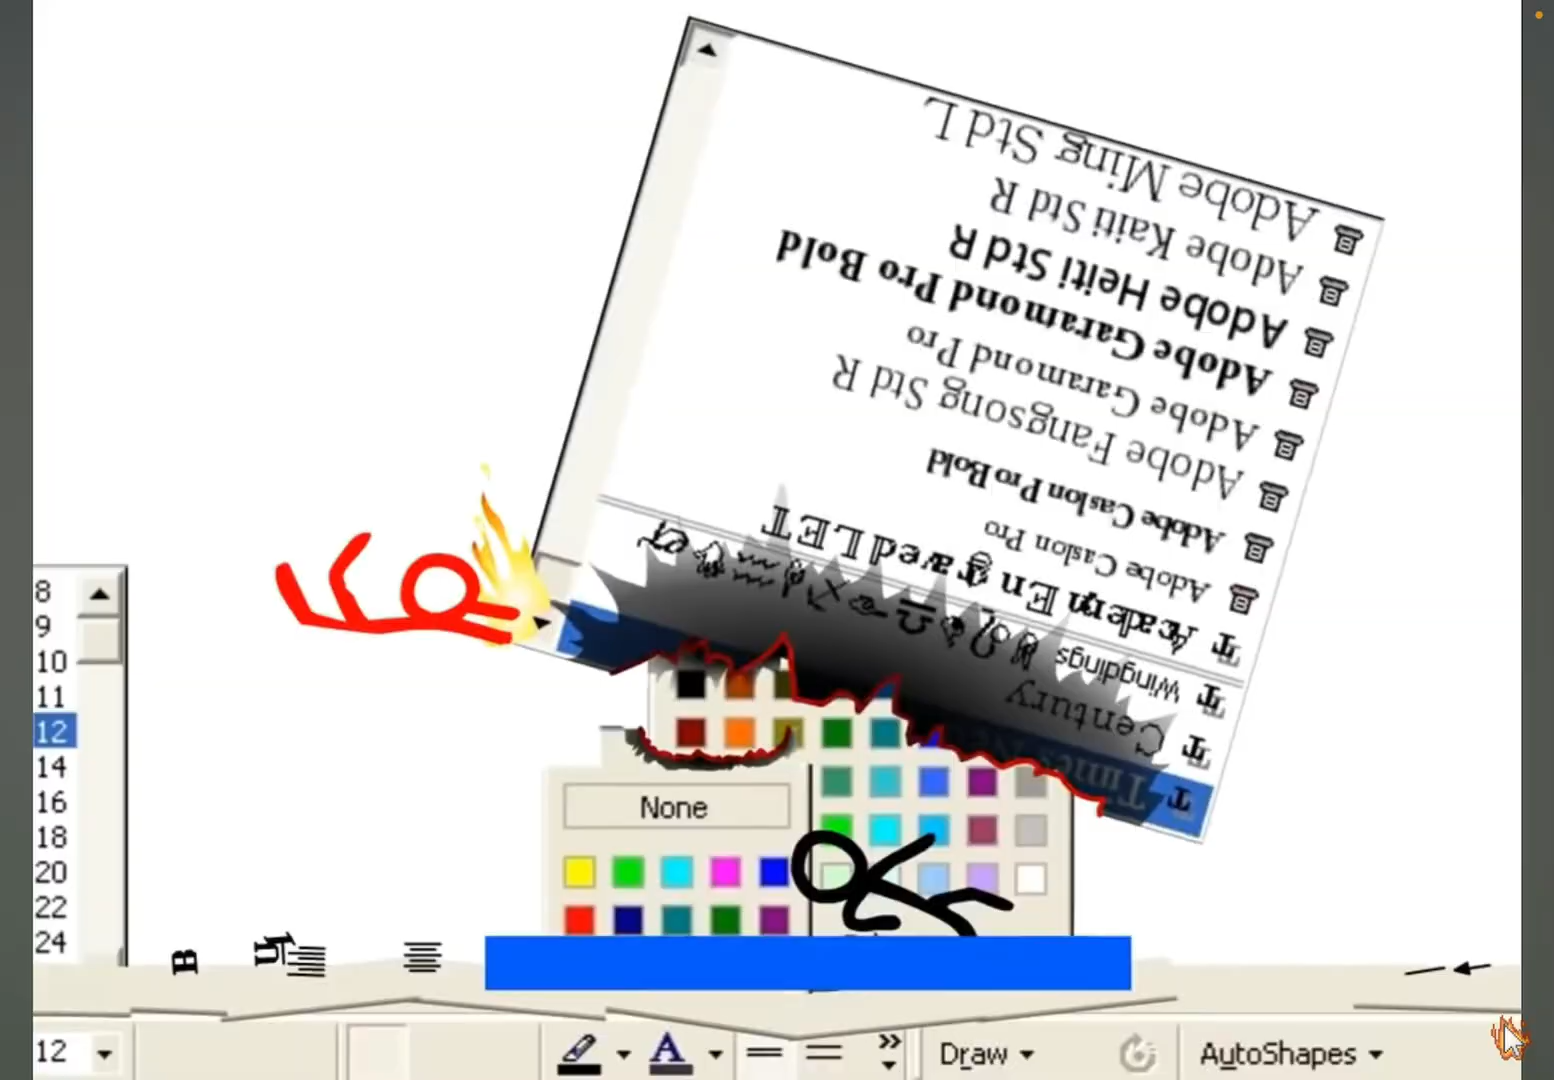 Adobe Ming Std L
Adobe Kaiti Std R
Adobe Heiti Std R
Adobe Garamond Pro Bold
Adobe Garamond Pro
Adobe Fangsong Std R
Adobe Caslon Pro Bold
Adobe Caslon Pro
Academy Engraved LET
Wingdings
Century
Times New
8
9
10
11
12
14
16
18
20
22
24
None
B
12
A
Draw
AutoShapes